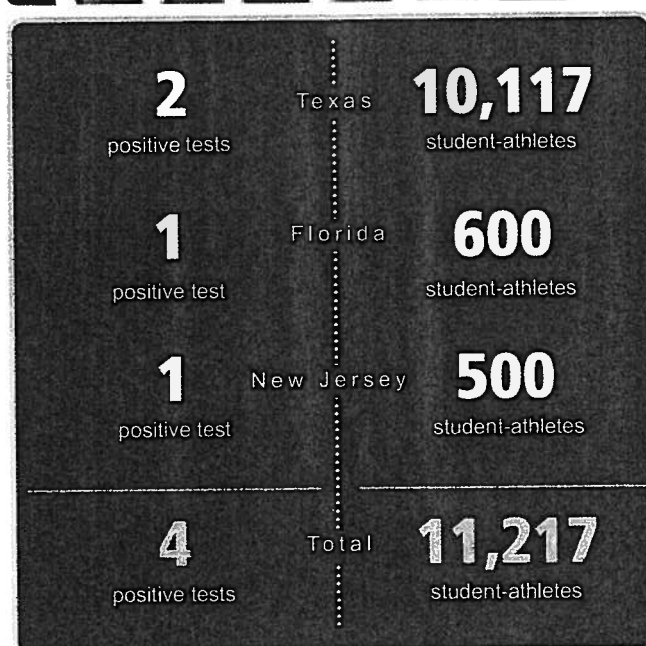 2 Texas 10,117
positive tests student-athletes
1 Florida 600
positive test student-athletes
1 New Jersey 500
positive test student-athletes
4 Total 11,217
positive tests student-athletes